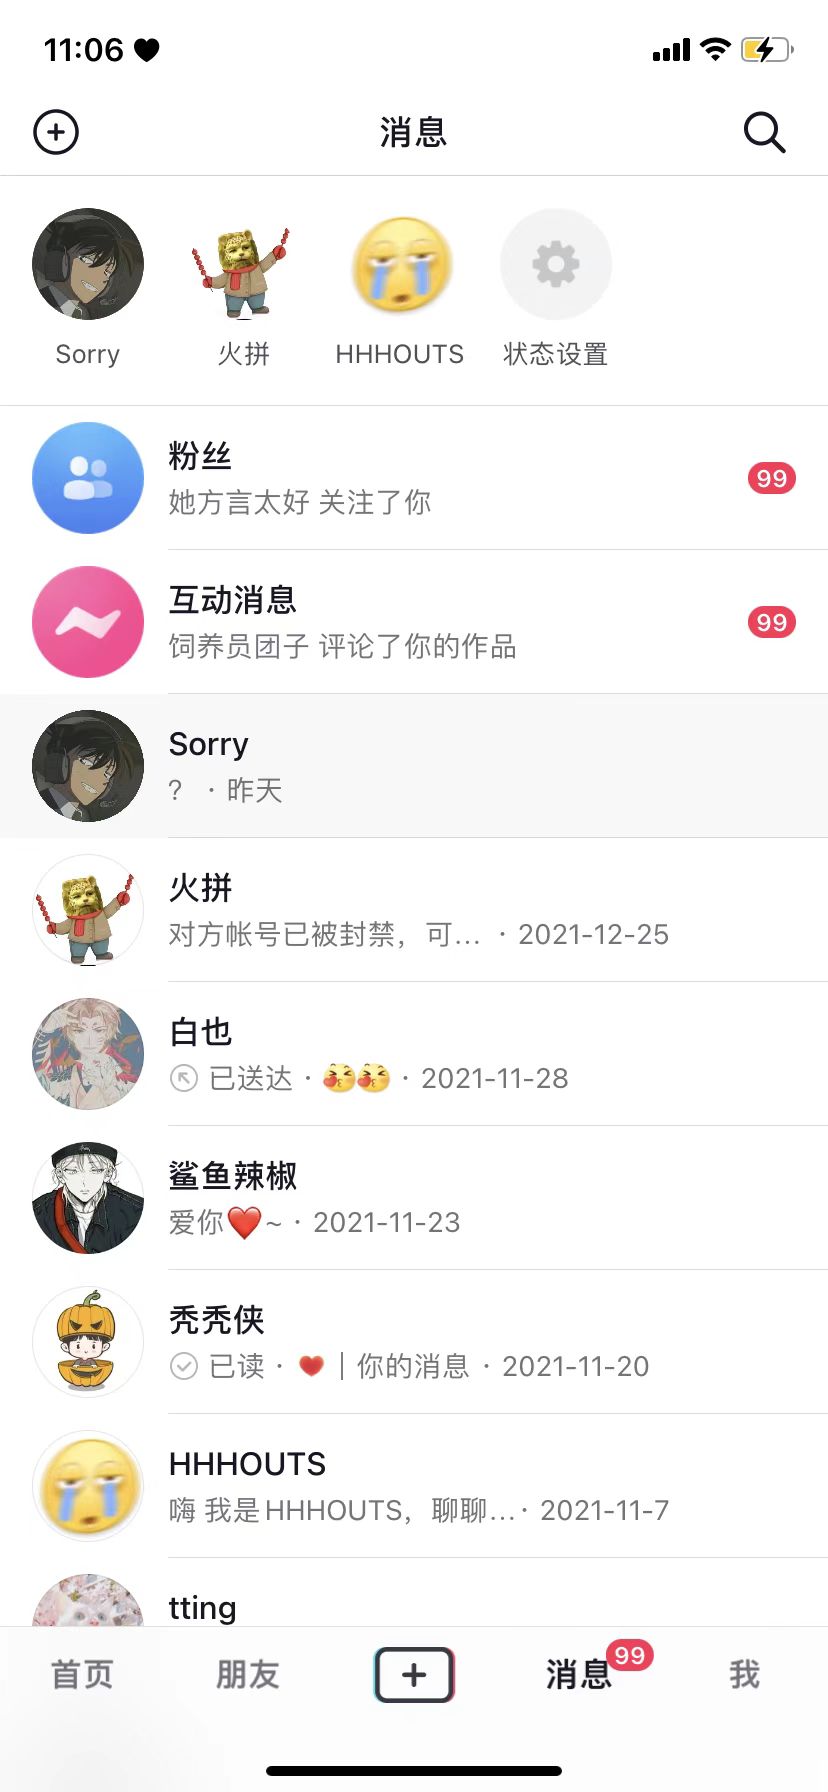 11:06
消息
Sorry
火拼
HHHOUTS
状态设置
粉丝
她方言太好 关注了你
99
互动消息
饲养员团子 评论了你的作品
99
Sorry
? · 昨天
火拼
对方帐号已被封禁，可... · 2021-12-25
白也
已送达 · 😘😘 · 2021-11-28
鲨鱼辣椒
爱你❤️~ · 2021-11-23
秃秃侠
已读 · ❤️ | 你的消息 · 2021-11-20
HHHOUTS
嗨 我是HHHOUTS，聊聊...· 2021-11-7
tting
首页
朋友
消息
99
我